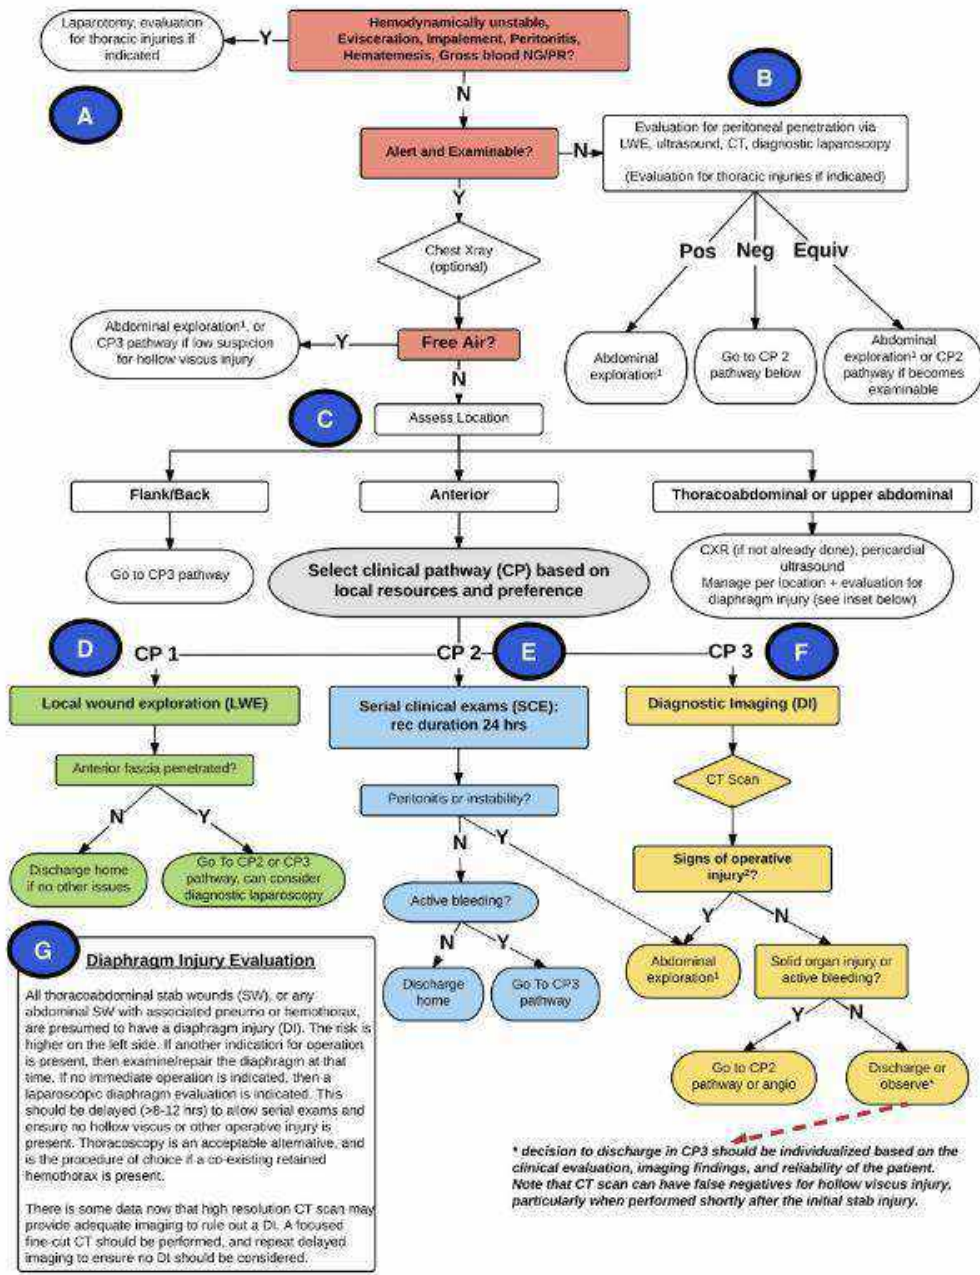 Laparotomy, evaluation
for thoracic injuries if
indicated
Y
Hemodynamically unstable,
Evisceration, Impalement, Peritonitis,
Hematemesis, Gross blood NG/PR?
A
N
B
Alert and Examinable?
N
Evaluation for peritoneal penetration via
LWE, ultrasound, CT, diagnostic laparoscopy
(Evaluation for thoracic injuries if indicated)
Y
Chest Xray
(optional)
Pos
Neg
Equiv
Abdominal exploration¹, or
CP3 pathway if low suspicion
for hollow viscus injury
Y
Free Air?
Abdominal
exploration¹
Go to CP 2
pathway below
Abdominal
exploration¹ or CP2
pathway if becomes
examinable
N
C
Assess Location
Flank/Back
Anterior
Thoracoabdominal or upper abdominal
Go to CP3 pathway
Select clinical pathway (CP) based on
local resources and preference
CXR (if not already done), pericardial
ultrasound
Manage per location + evaluation for
diaphragm injury (see inset below)
D
CP 1
CP 2
E
CP 3
F
Local wound exploration (LWE)
Serial clinical exams (SCE):
rec duration 24 hrs
Diagnostic Imaging (DI)
Anterior fascia penetrated?
Peritonitis or instability?
CT Scan
N
Y
N
Y
Signs of operative
injury²?
Discharge home
if no other issues
Go To CP2 or CP3
pathway, can consider
diagnostic laparoscopy
Active bleeding?
Y
N
N
Y
Abdominal
exploration¹
Solid organ injury or
active bleeding?
Discharge
home
Go To CP3
pathway
Y
N
Go to CP2
pathway or angio
Discharge or
observe*
G
Diaphragm Injury Evaluation
All thoracoabdominal stab wounds (SW), or any
abdominal SW with associated pneumo or hemothorax,
are presumed to have a diaphragm injury (DI). The risk is
higher on the left side. If another indication for operation
is present, then examine/repair the diaphragm at that
time. If no immediate operation is indicated, then a
laparoscopic diaphragm evaluation is indicated. This
should be delayed (>8-12 hrs) to allow serial exams and
ensure no hollow viscus or other operative injury is
present. Thoracoscopy is an acceptable alternative, and
is the procedure of choice if a co-existing retained
hemothorax is present.
There is some data now that high resolution CT scan may
provide adequate imaging to rule out a DI. A focused
fine-cut CT should be performed, and repeat delayed
imaging to ensure no DI should be considered.
* decision to discharge in CP3 should be individualized based on
the clinical evaluation, imaging findings, and reliability of the patient.
Note that CT scan can have false negatives for hollow viscus injury,
particularly when performed shortly after the initial stab injury.